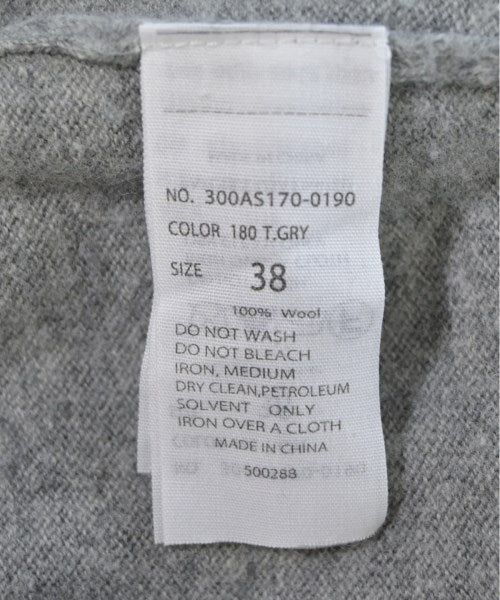 NO. 300AS170-0190
COLOR 180 T.GRY
SIZE 38
100% Wool
DO NOT WASH
DO NOT BLEACH
IRON, MEDIUM
DRY CLEAN,PETROLEUM
SOLVENT ONLY
IRON OVER A CLOTH
MADE IN CHINA
500288